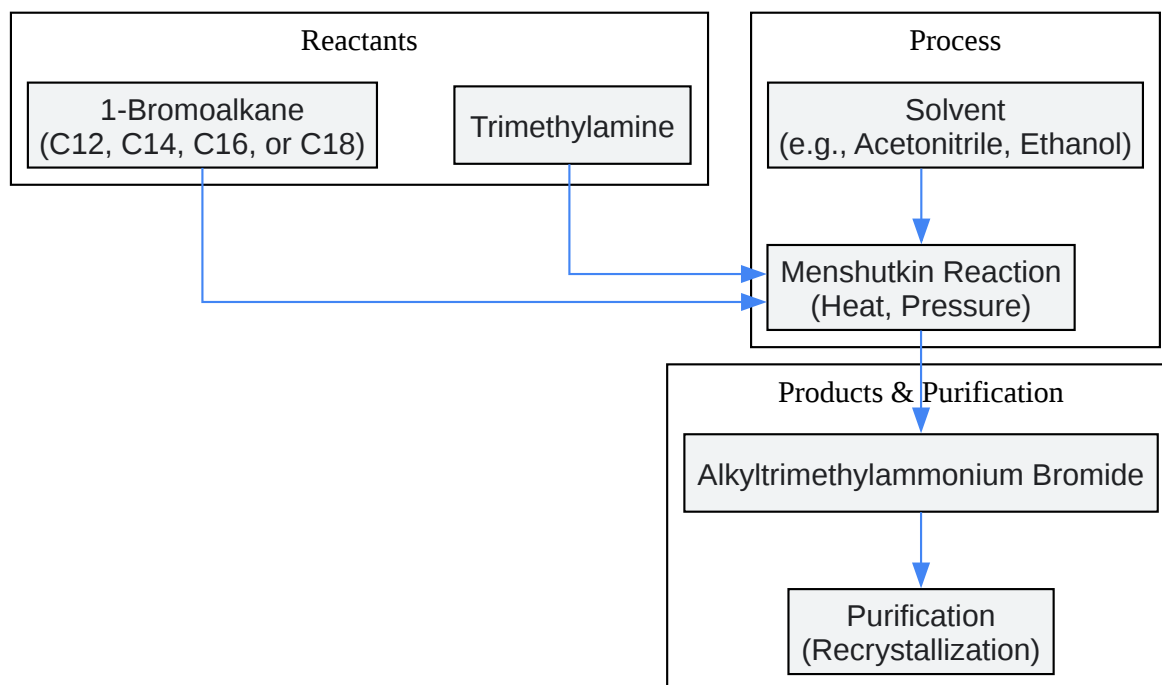 Reactants
1-Bromoalkane
(C12, C14, C16, or C18)
Trimethylamine
Process
Solvent
(e.g., Acetonitrile, Ethanol)
Menshutkin Reaction
(Heat, Pressure)
Products & Purification
Alkyltrimethylammonium Bromide
Purification
(Recrystallization)